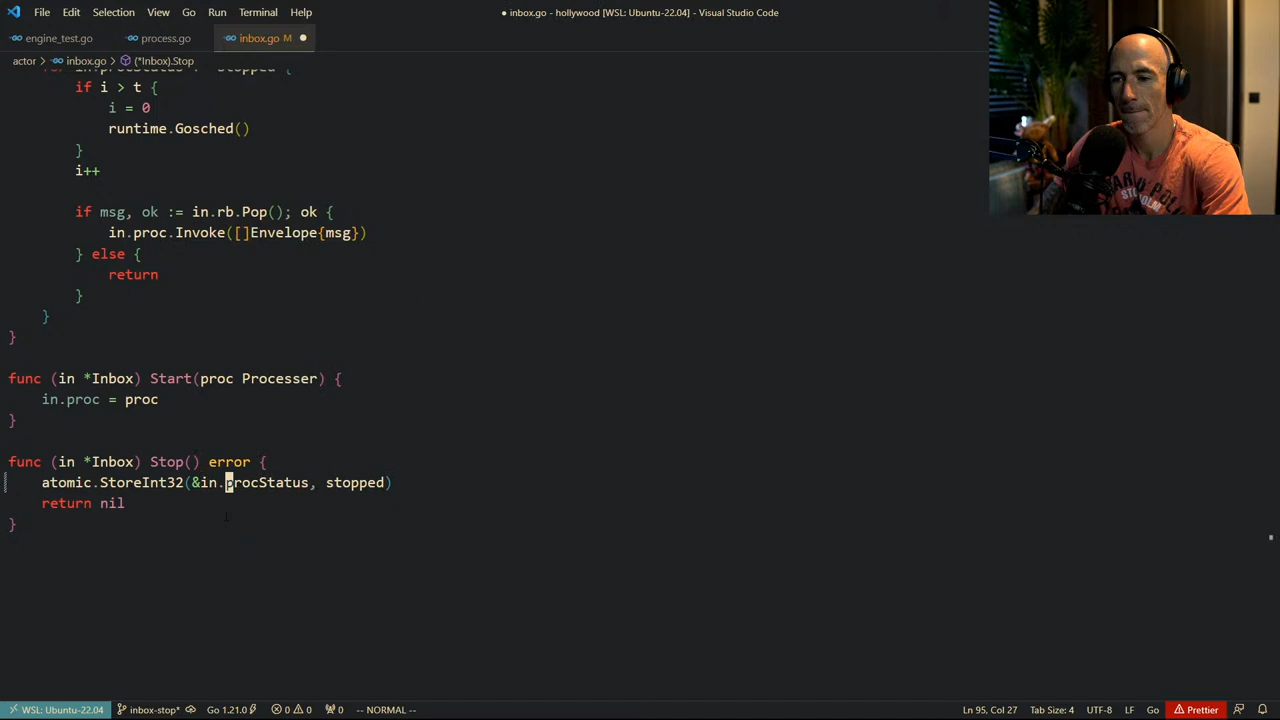 File Edit Selection View Go Run Terminal Help
● inbox.go - hollywood [WSL: Ubuntu-22.04] - Visual Studio Code
engine_test.go process.go inbox.go M ●
actor > inbox.go > (*Inbox).Stop
if i > t {
i = 0
runtime.Gosched()
}
i++
if msg, ok := in.rb.Pop(); ok {
in.proc.Invoke([]Envelope{msg})
} else {
return
}
}
}
func (in *Inbox) Start(proc Processer) {
in.proc = proc
}
func (in *Inbox) Stop() error {
atomic.StoreInt32(&in.procStatus, stopped)
return nil
}
WSL: Ubuntu-22.04 inbox-stop* Go 1.21.0 0 0 0 -- NORMAL -- Ln 95, Col 27 Tab Size: 4 UTF-8 LF Go Prettier